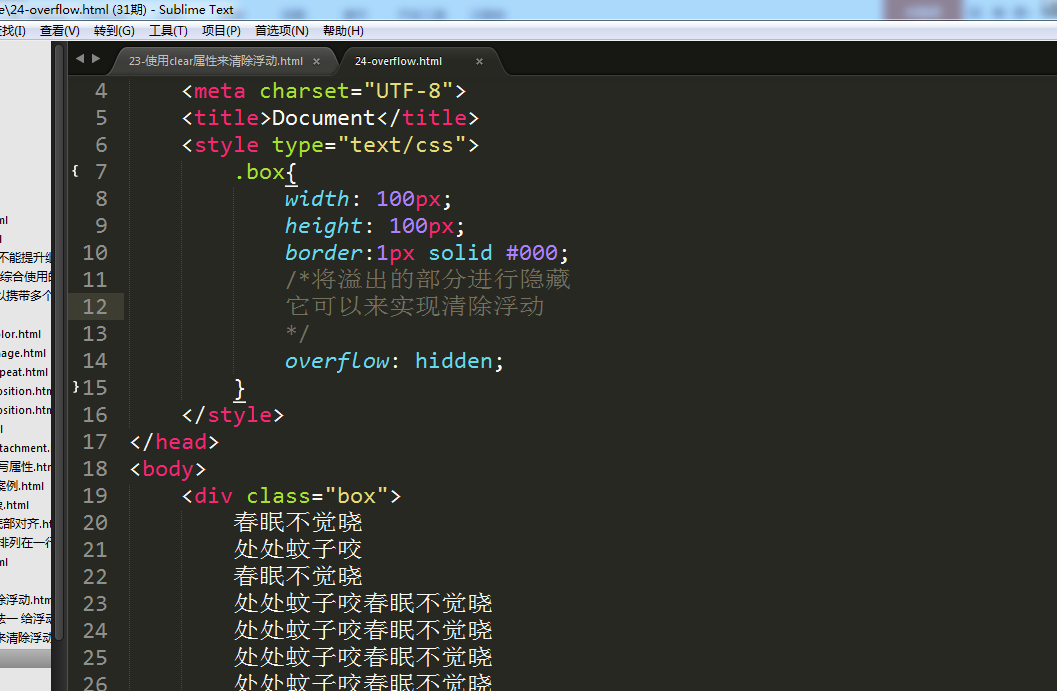 e\24-overflow.html (31期) - Sublime Text
查找(I) 查看(V) 转到(G) 工具(T) 项目(P) 首选项(N) 帮助(H)
23-使用clear属性来清除浮动.html × 24-overflow.html ×
4 <meta charset="UTF-8">
5 <title>Document</title>
6 <style type="text/css">
{ 7 .box{
8 width: 100px;
9 height: 100px;
10 border:1px solid #000;
11 /*将溢出的部分进行隐藏
12 它可以来实现清除浮动
13 */
14 overflow: hidden;
} 15 }
16 </style>
17 </head>
18 <body>
19 <div class="box">
20 春眠不觉晓
21 处处蚊子咬
22 春眠不觉晓
23 处处蚊子咬春眠不觉晓
24 处处蚊子咬春眠不觉晓
25 处处蚊子咬春眠不觉晓
26 处处蚊子咬春眠不觉晓
ml
l
不能提升
综合使用的
以携带多个
lor.html
age.html
peat.html
osition.htm
osition.htm
l
tachment.
写属性.htm
案例.html
.html
底部对齐.ht
排列在一行
ml
除浮动.htm
法一 给浮动
来清除浮动